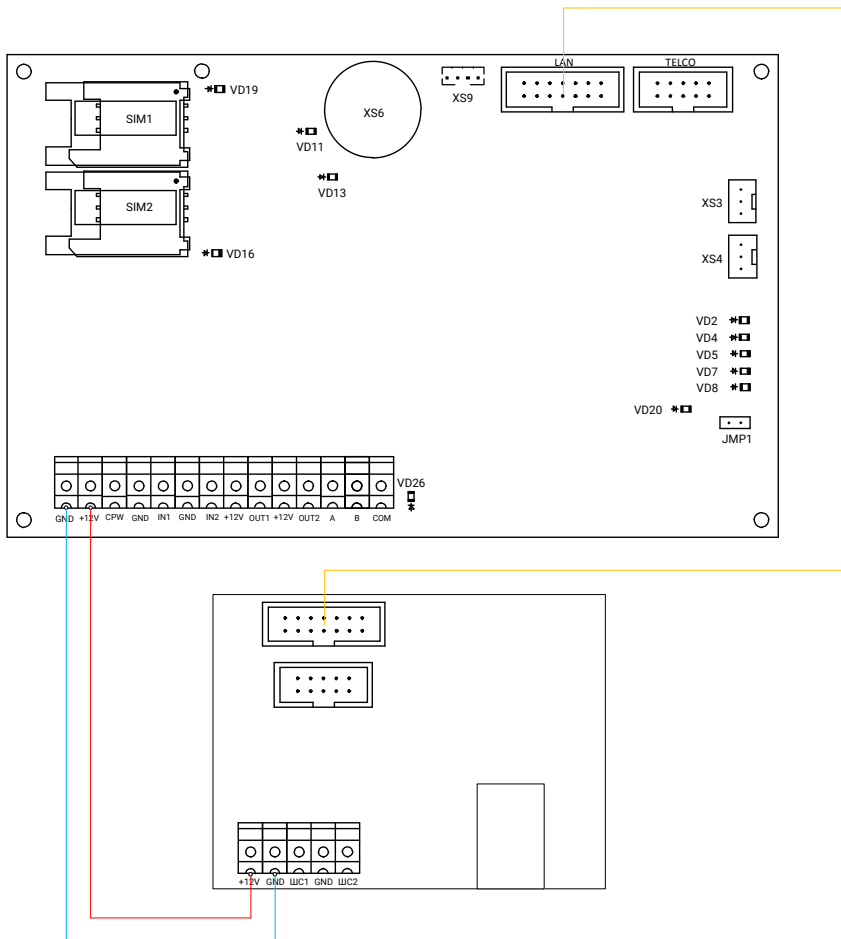 LAN
TELCO
VD19
XS9
SIM1
XS6
VD11
VD13
XS3
SIM2
VD16
XS4
VD2
VD4
VD5
VD7
VD8
VD20
JMP1
VD26
GND +12V CPW GND IN1 GND IN2 +12V OUT1 +12V OUT2 A B COM
+12V GND ШС1 GND ШС2